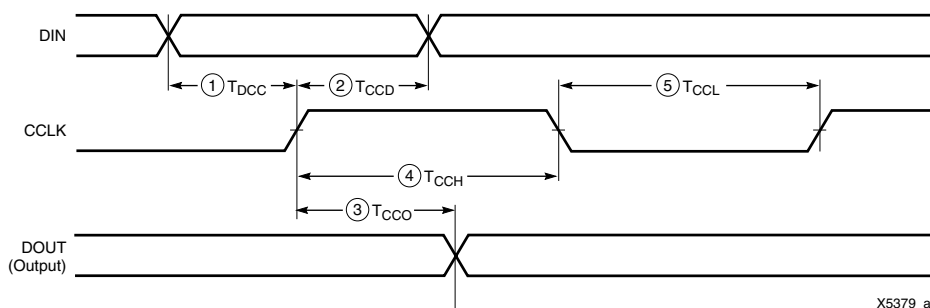 DIN
① TDCC
② TCCD
⑤ TCCL
CCLK
④ TCCH
③ TCCO
DOUT
(Output)
X5379_a